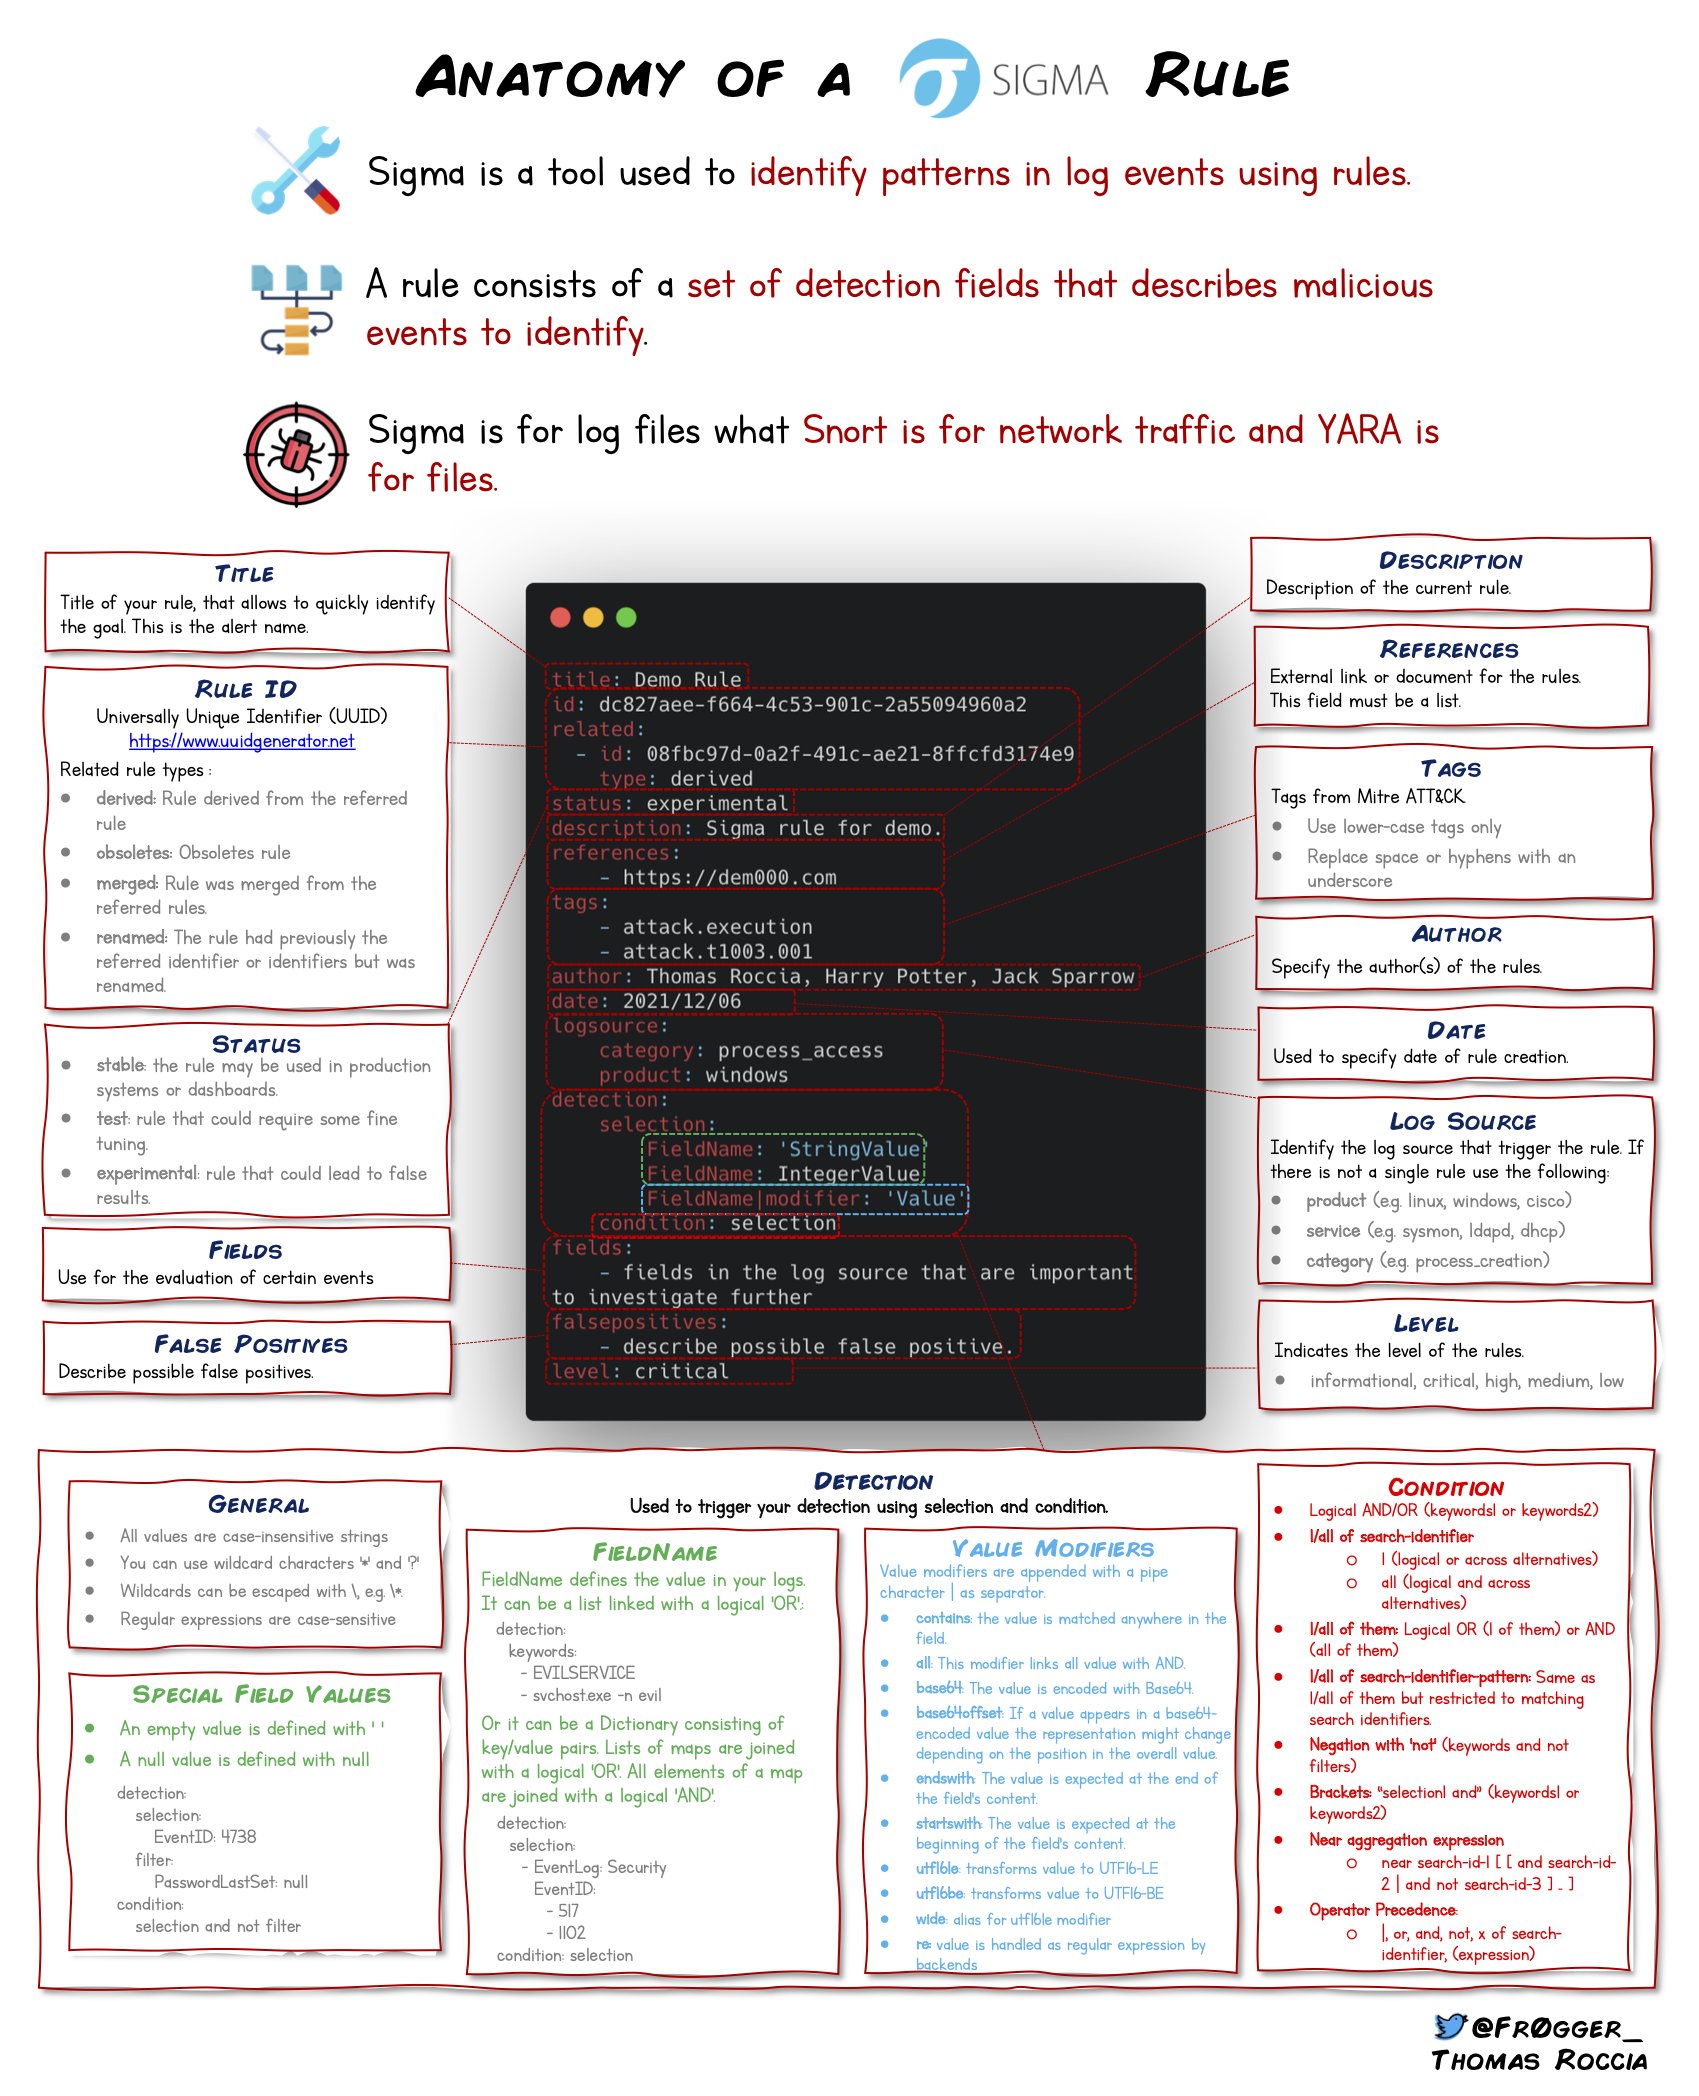 ANATOMY OF A SIGMA RULE
Sigma is a tool used to identify patterns in log events using rules.
A rule consists of a set of detection fields that describes malicious
events to identify.
Sigma is for log files what Snort is for network traffic and YARA is
for files.
TITLE
Title of your rule, that allows to quickly identify
the goal. This is the alert name.
RULE ID
Universally Unique Identifier (UUID)
https://www.uuidgenerator.net
Related rule types :
● derived: Rule derived from the referred
rule
● obsoletes: Obsoletes rule
● merged: Rule was merged from the
referred rules.
● renamed: The rule had previously the
referred identifier or identifiers but was
renamed.
STATUS
● stable: the rule may be used in production
systems or dashboards.
● test: rule that could require some fine
tuning.
● experimental: rule that could lead to false
results.
FIELDS
Use for the evaluation of certain events
FALSE POSITIVES
Describe possible false positives.
title: Demo Rule
id: dc827aee-f664-4c53-901c-2a55094960a2
related:
- id: 08fbc97d-0a2f-491c-ae21-8ffcfd3174e9
type: derived
status: experimental
description: Sigma rule for demo.
references:
- https://dem000.com
tags:
- attack.execution
- attack.t1003.001
author: Thomas Roccia, Harry Potter, Jack Sparrow
date: 2021/12/06
logsource:
category: process_access
product: windows
detection:
selection:
FieldName: 'StringValue'
FieldName: IntegerValue
FieldName|modifier: 'Value'
condition: selection
fields:
- fields in the log source that are important
to investigate further
falsepositives:
- describe possible false positive.
level: critical
DESCRIPTION
Description of the current rule.
REFERENCES
External link or document for the rules.
This field must be a list.
TAGS
Tags from Mitre ATT&CK
● Use lower-case tags only
● Replace space or hyphens with an
underscore
AUTHOR
Specify the author(s) of the rules.
DATE
Used to specify date of rule creation.
LOG SOURCE
Identify the log source that trigger the rule. If
there is not a single rule use the following:
● product (e.g. linux, windows, cisco)
● service (e.g. sysmon, ldapd, dhcp)
● category (e.g. process_creation)
LEVEL
Indicates the level of the rules.
● informational, critical, high, medium, low
DETECTION
Used to trigger your detection using selection and condition.
GENERAL
● All values are case-insensitive strings
● You can use wildcard characters '*' and '?'
● Wildcards can be escaped with \, e.g. \*.
● Regular expressions are case-sensitive
SPECIAL FIELD VALUES
● An empty value is defined with ' '
● A null value is defined with null
detection:
selection:
EventID: 4738
filter:
PasswordLastSet: null
condition:
selection and not filter
FIELDNAME
FieldName defines the value in your logs.
It can be a list linked with a logical 'OR':
detection:
keywords:
- EVILSERVICE
- svchost.exe -n evil
Or it can be a Dictionary consisting of
key/value pairs. Lists of maps are joined
with a logical 'OR'. All elements of a map
are joined with a logical 'AND'.
detection:
selection:
- EventLog: Security
EventID:
- 517
- 1102
condition: selection
VALUE MODIFIERS
Value modifiers are appended with a pipe
character | as separator.
● contains: the value is matched anywhere in the
field.
● all: This modifier links all value with AND.
● base64: The value is encoded with Base64.
● base64offset: If a value appears in a base64-
encoded value the representation might change
depending on the position in the overall value.
● endswith: The value is expected at the end of
the field's content.
● startswith: The value is expected at the
beginning of the field's content.
● utf16le: transforms value to UTF16-LE
● utf16be: transforms value to UTF16-BE
● wide: alias for utf16le modifier
● re: value is handled as regular expression by
backends
CONDITION
● Logical AND/OR (keywords1 or keywords2)
● 1/all of search-identifier
○ 1 (logical or across alternatives)
○ all (logical and across
alternatives)
● 1/all of them: Logical OR (1 of them) or AND
(all of them)
● 1/all of search-identifier-pattern: Same as
1/all of them but restricted to matching
search identifiers.
● Negation with 'not' (keywords and not
filters)
● Brackets: "selection1 and" (keywords1 or
keywords2)
● Near aggregation expression
○ near search-id-1 [ [ and search-id-
2 | and not search-id-3 ] ... ]
● Operator Precedence:
○ |, or, and, not, x of search-
identifier, (expression)
@FRØGGER_
THOMAS ROCCIA